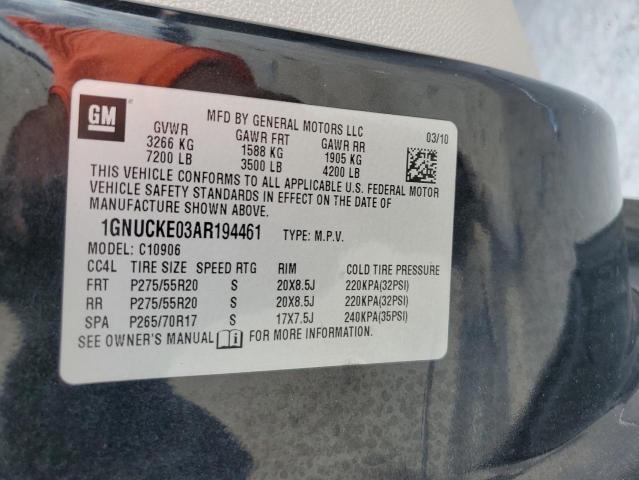 GM
MFD BY GENERAL MOTORS LLC
GVWR GAWR FRT GAWR RR 03/10
3266 KG 1588 KG 1905 KG
7200 LB 3500 LB 4200 LB
THIS VEHICLE CONFORMS TO ALL APPLICABLE U.S. FEDERAL MOTOR
VEHICLE SAFETY STANDARDS IN EFFECT ON THE DATE OF
MANUFACTURE SHOWN ABOVE.
1GNUCKE03AR194461 TYPE: M.P.V.
MODEL: C10906
CC4L TIRE SIZE SPEED RTG RIM COLD TIRE PRESSURE
FRT P275/55R20 S 20X8.5J 220KPA(32PSI)
RR P275/55R20 S 20X8.5J 220KPA(32PSI)
SPA P265/70R17 S 17X7.5J 240KPA(35PSI)
SEE OWNER'S MANUAL FOR MORE INFORMATION.